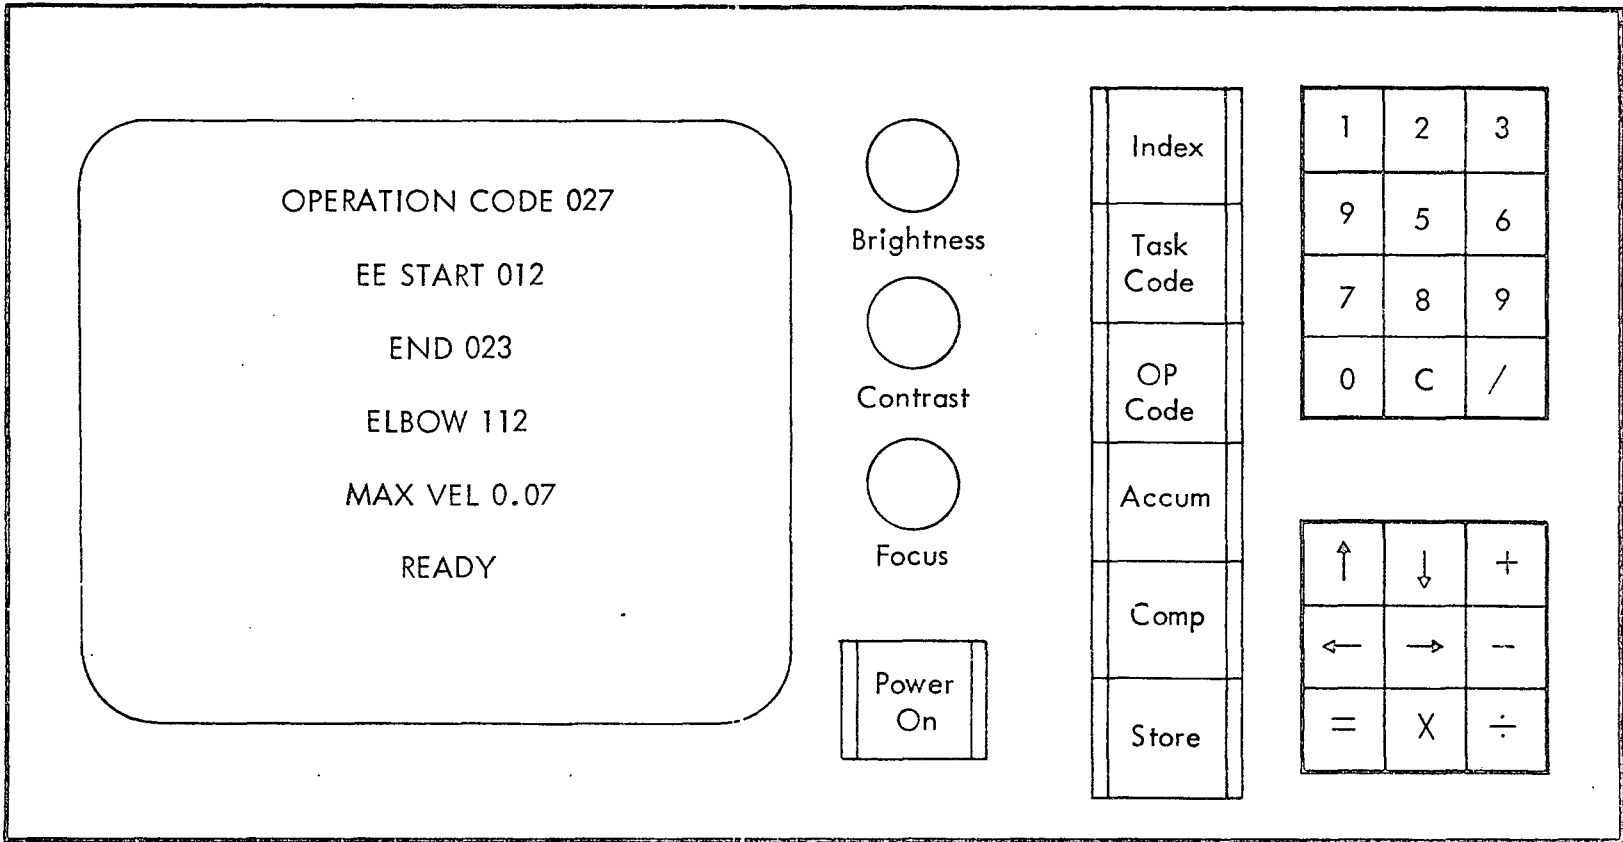 OPERATION CODE 027
EE START 012
END 023
ELBOW 112
MAX VEL 0.07
READY
Brightness
Contrast
Focus
Power
On
Index
Task
Code
OP
Code
Accum
Comp
Store
1 2 3
9 5 6
7 8 9
0 C /
↑ ↓ +
← → --
= X ÷